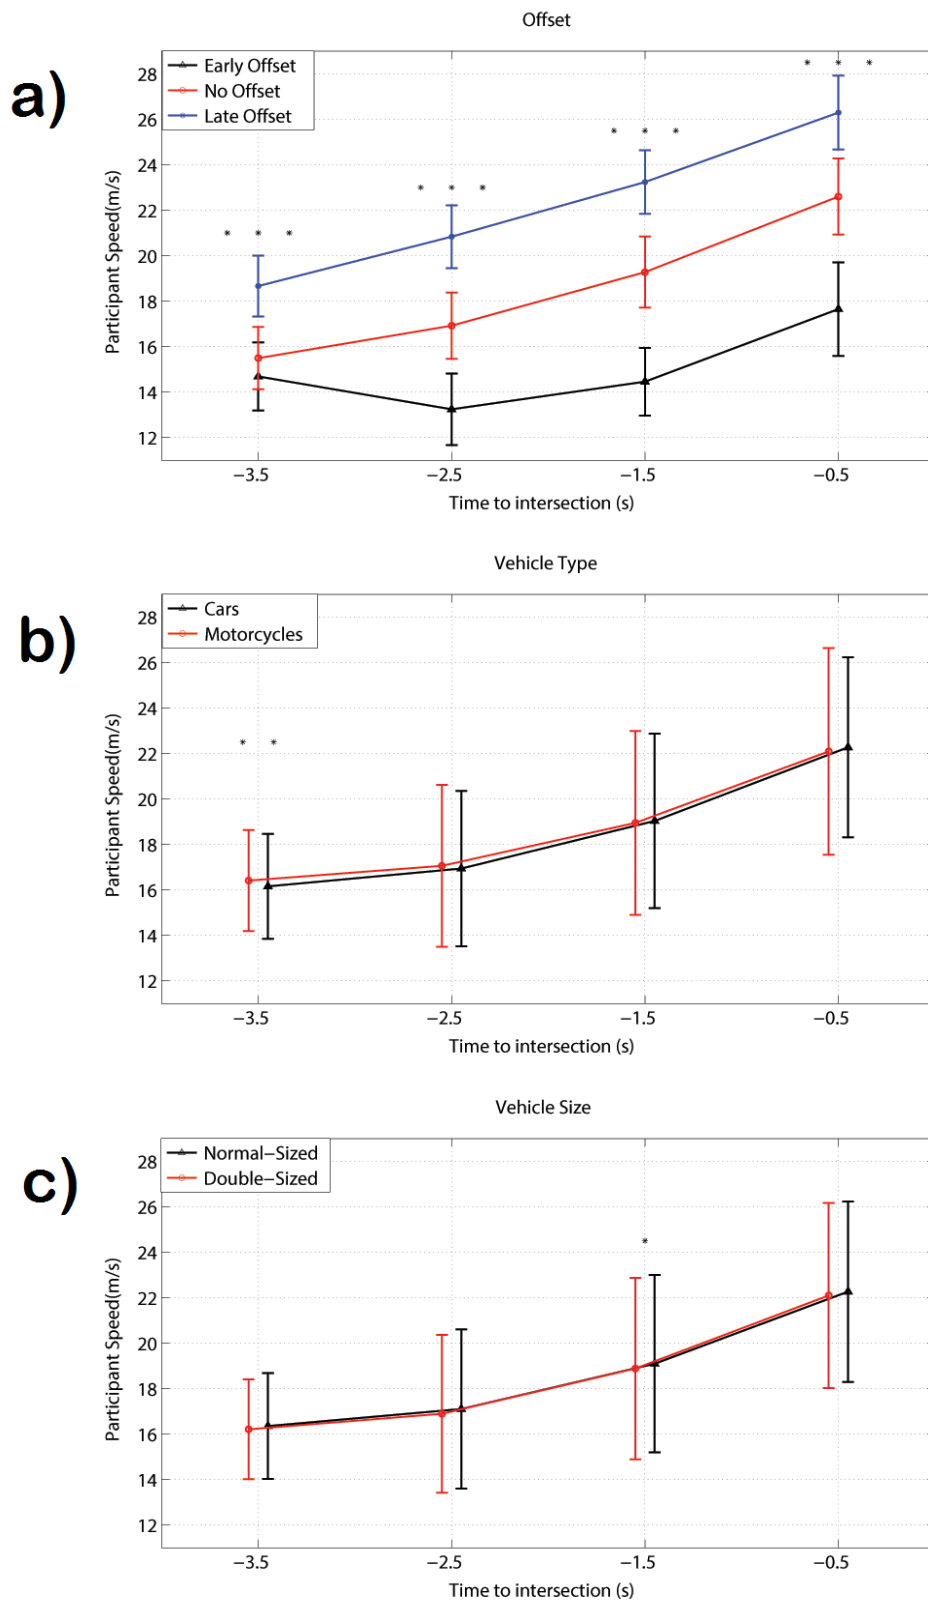 Offset
a)
Early Offset
No Offset
Late Offset
* * *
* * *
* * *
* * *
28
26
24
22
20
18
16
14
12
Participant Speed(m/s)
−3.5 −2.5 −1.5 −0.5
Time to intersection (s)
Vehicle Type
b)
Cars
Motorcycles
* *
28
26
24
22
20
18
16
14
12
Participant Speed(m/s)
−3.5 −2.5 −1.5 −0.5
Time to intersection (s)
Vehicle Size
c)
Normal−Sized
Double−Sized
*
28
26
24
22
20
18
16
14
12
Participant Speed(m/s)
−3.5 −2.5 −1.5 −0.5
Time to intersection (s)